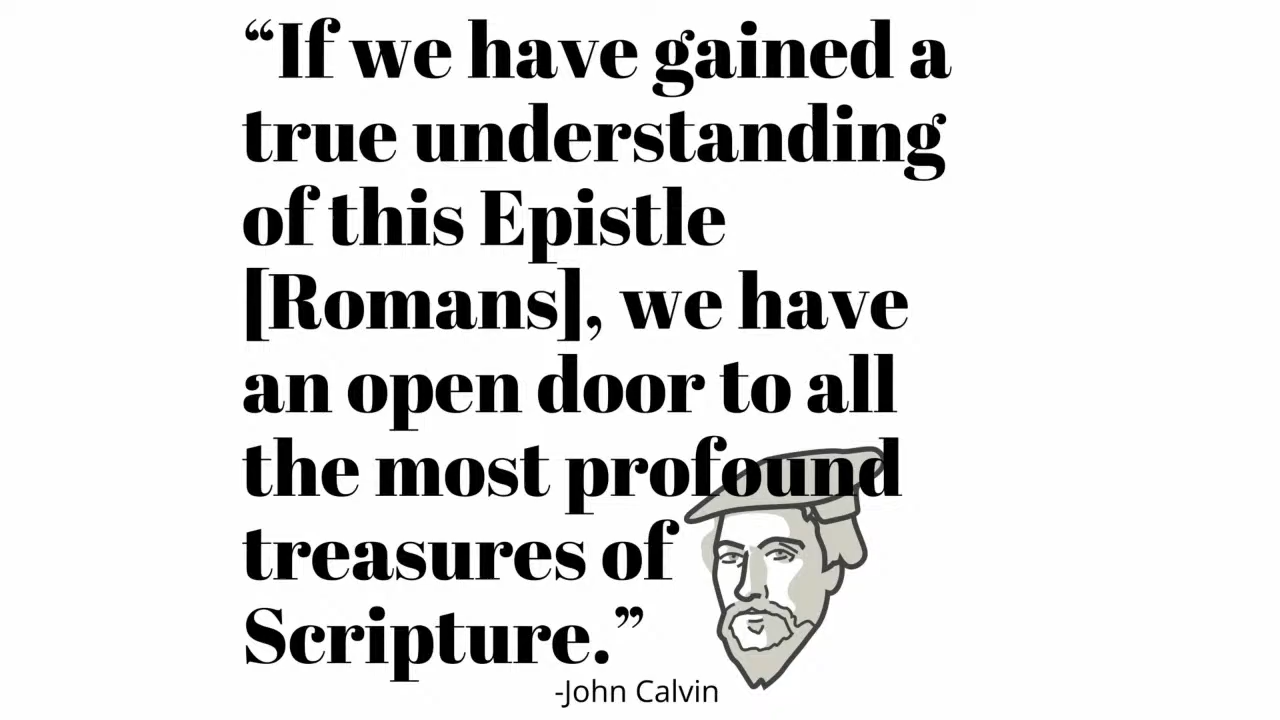 “If we have gained a
true understanding
of this Epistle
[Romans], we have
an open door to all
the most profound
treasures of
Scripture.”
-John Calvin